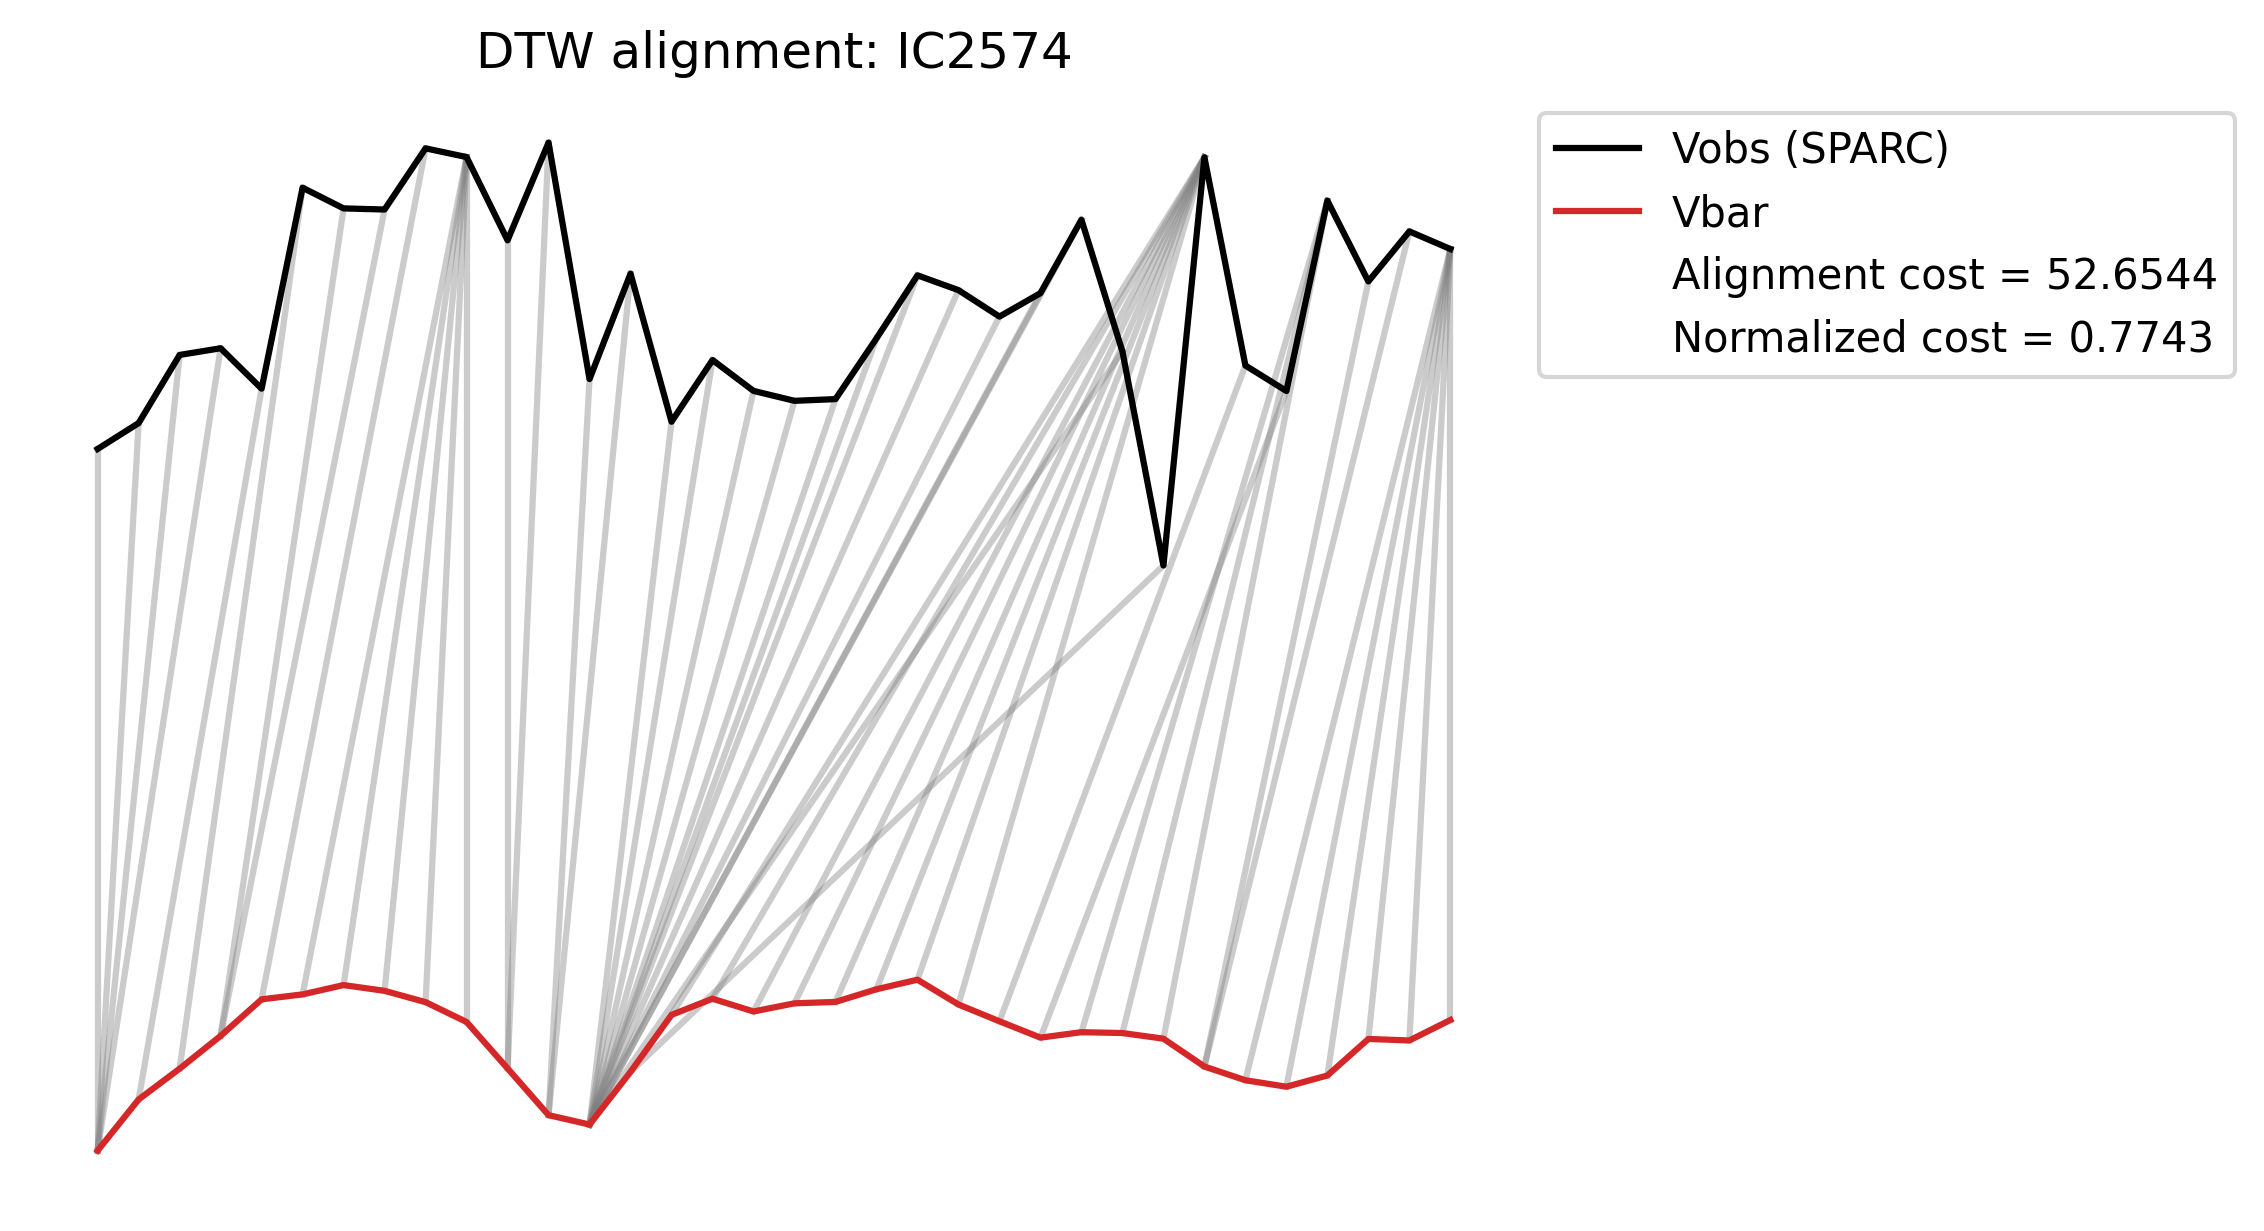 DTW alignment: IC2574
Vobs (SPARC)
Vbar
Alignment cost = 52.6544
Normalized cost = 0.7743